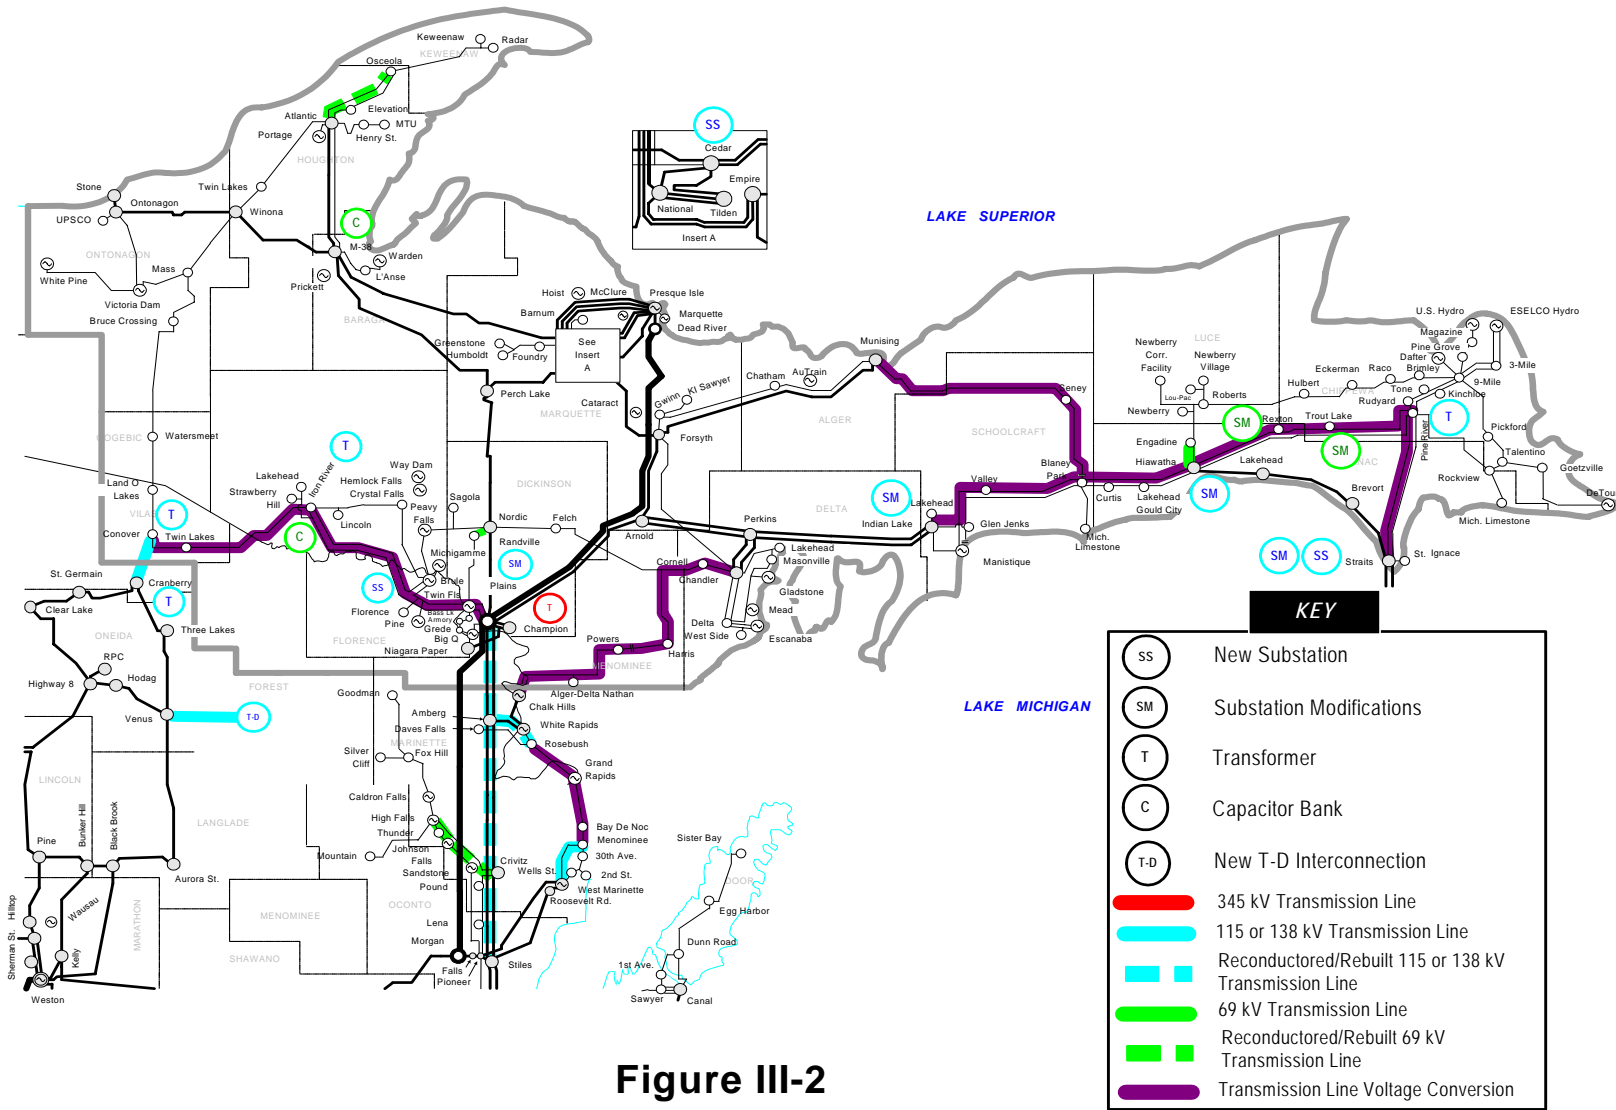 Keweenaw
Radar
KEWEENAW
Osceola
Elevation
Atlantic
MTU
Portage
Henry St.
HOUGHTON
SS
Cedar
Empire
National
Tilden
Insert A
Stone
Twin Lakes
Ontonagon
UPSCO
Winona
C
LAKE SUPERIOR
M-38
Warden
L'Anse
ONTONAGON
Mass
White Pine
Prickett
Victoria Dam
Bruce Crossing
BARAGA
Hoist
McClure
Presque Isle
Barnum
Marquette
Dead River
Greenstone
Humboldt
Foundry
See
Insert
A
Munising
U.S. Hydro
ESELCO Hydro
Magazine
Pine Grove
Dafter
Brimley
3-Mile
9-Mile
LUCE
Newberry
Corr.
Facility
Newberry
Village
Eckerman
Raco
Hulbert
CHIPPEWA
Tone
Kinchloe
Rudyard
Perch Lake
MARQUETTE
Cataract
Gwinn
KI Sawyer
Chatham
AuTrain
Seney
Lou-Pac
Roberts
Newberry
SM
Rexton
Trout Lake
T
Pine River
Pickford
Forsyth
ALGER
SCHOOLCRAFT
Engadine
Hiawatha
SM
MACKINAC
Talentino
Goetzville
Rockview
DeTour
Mich. Limestone
GOGEBIC
Watersmeet
T
Lakehead
Iron River
Way Dam
Hemlock Falls
Crystal Falls
Strawberry
Hill
Lincoln
Peavy
Falls
Sagola
DICKINSON
Nordic
Felch
Randville
Michigamme
Land O
Lakes
VILAS
T
Conover
Twin Lakes
C
SM
Arnold
Perkins
DELTA
SM
Lakehead
Indian Lake
Valley
Glen Jenks
Manistique
Blaney
Park
Curtis
Lakehead
Gould City
Mich.
Limestone
SM
Lakehead
Brevort
SM
SS
Straits
St. Ignace
St. Germain
Cranberry
T
Clear Lake
ONEIDA
Three Lakes
SS
Brule
Twin Fls
Florence
Pine
FLORENCE
Bass Lk
Armory
Grede
Big Q
Niagara Paper
Plains
Champion
T
Cornell
Chandler
Lakehead
Masonville
Gladstone
Mead
Delta
West Side
Escanaba
Powers
Harris
MENOMINEE
Alger-Delta Nathan
RPC
Highway 8
Hodag
Venus
T-D
FOREST
Goodman
Chalk Hills
Amberg
Daves Falls
White Rapids
Rosebush
MARINETTE
Silver
Cliff
Fox Hill
Grand
Rapids
LAKE MICHIGAN
LINCOLN
Bunker Hill
Black Brook
LANGLADE
Caldron Falls
High Falls
Thunder
Mountain
Johnson
Falls
Sandstone
Pound
Crivitz
Wells St.
Bay De Noc
Menominee
30th Ave.
2nd St.
West Marinette
Roosevelt Rd.
Sister Bay
DOOR
Egg Harbor
Dunn Road
1st Ave.
Sawyer
Canal
Pine
Aurora St.
Sherman St.
Hilltop
Wausau
Kelly
MARATHON
Weston
MENOMINEE
SHAWANO
OCONTO
Lena
Morgan
Falls
Pioneer
Stiles
KEY
SS New Substation
SM Substation Modifications
T Transformer
C Capacitor Bank
T-D New T-D Interconnection
345 kV Transmission Line
115 or 138 kV Transmission Line
Reconductored/Rebuilt 115 or 138 kV
Transmission Line
69 kV Transmission Line
Reconductored/Rebuilt 69 kV
Transmission Line
Transmission Line Voltage Conversion
Figure III-2